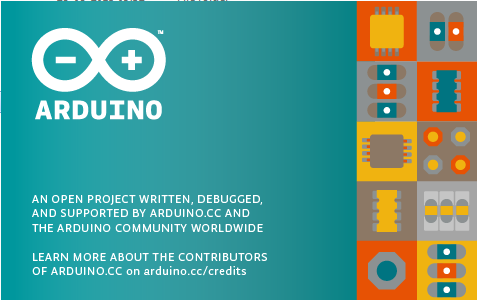 ARDUINO
AN OPEN PROJECT WRITTEN, DEBUGGED,
AND SUPPORTED BY ARDUINO.CC AND
THE ARDUINO COMMUNITY WORLDWIDE
LEARN MORE ABOUT THE CONTRIBUTORS
OF ARDUINO.CC on arduino.cc/credits